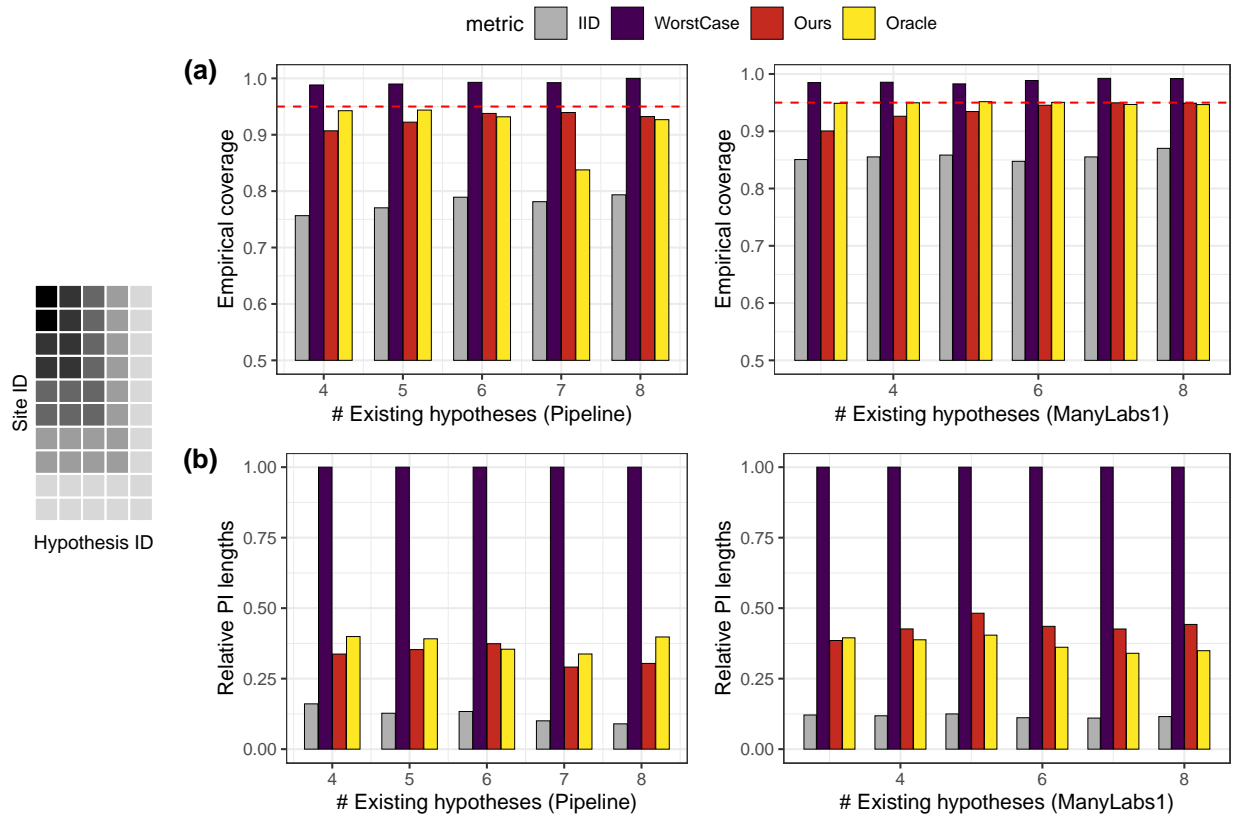 metric IID WorstCase Ours Oracle
(a)
1.0
0.9
0.8
0.7
0.6
0.5
Empirical coverage
4 5 6 7 8
# Existing hypotheses (Pipeline)
1.0
0.9
0.8
0.7
0.6
0.5
Empirical coverage
4 6 8
# Existing hypotheses (ManyLabs1)
Site ID
Hypothesis ID
(b)
1.00
0.75
0.50
0.25
0.00
Relative PI lengths
4 5 6 7 8
# Existing hypotheses (Pipeline)
1.00
0.75
0.50
0.25
0.00
Relative PI lengths
4 6 8
# Existing hypotheses (ManyLabs1)